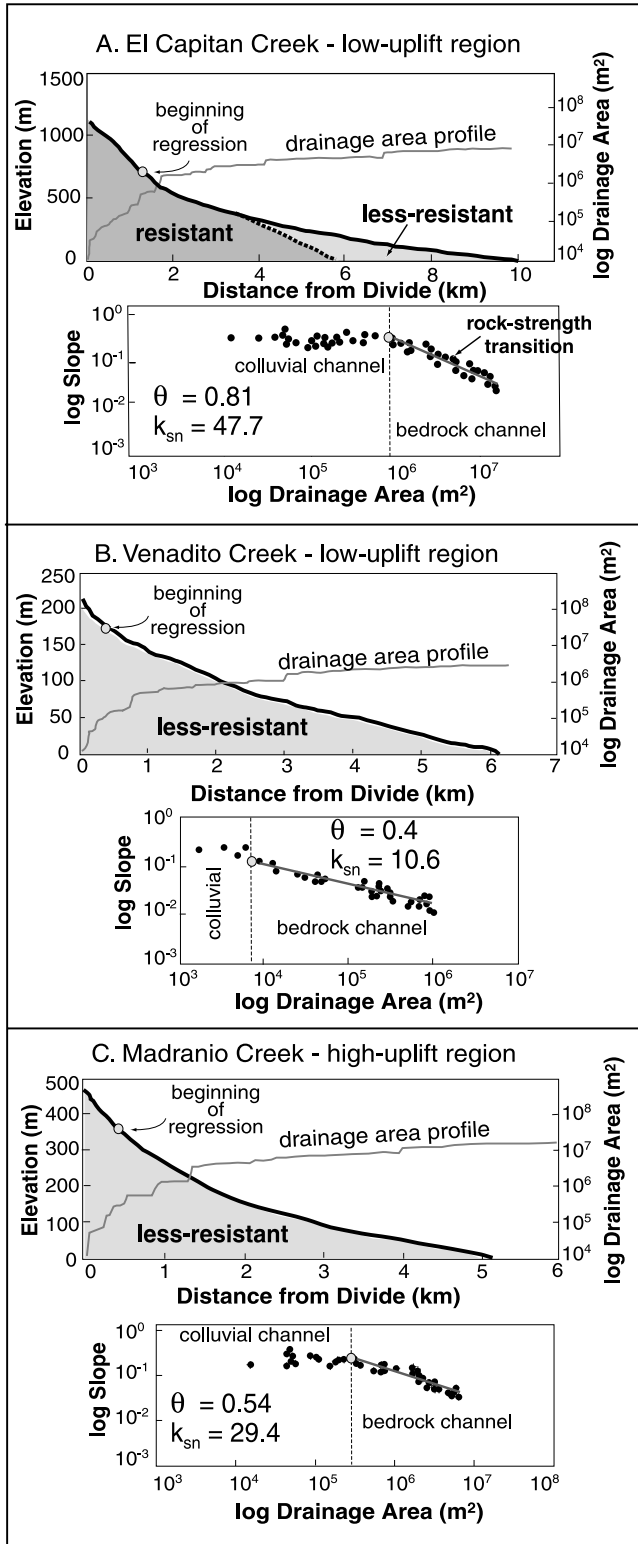 A. El Capitan Creek - low-uplift region
Elevation (m)
1500
1000
500
0
beginning
of
regression
drainage area profile
resistant
less-resistant
log Drainage Area (m²)
10⁸
10⁷
10⁶
10⁵
10⁴
0 2 4 6 8 10
Distance from Divide (km)
log Slope
10⁰
10⁻¹
10⁻²
10⁻³
rock-strength
transition
colluvial channel
θ = 0.81
kₛₙ = 47.7
bedrock channel
10³ 10⁴ 10⁵ 10⁶ 10⁷
log Drainage Area (m²)
B. Venadito Creek - low-uplift region
Elevation (m)
250
200
150
100
50
0
beginning
of
regression
drainage area profile
less-resistant
log Drainage Area (m²)
10⁸
10⁷
10⁶
10⁵
10⁴
0 1 2 3 4 5 6 7
Distance from Divide (km)
log Slope
10⁰
10⁻¹
10⁻²
10⁻³
θ = 0.4
kₛₙ = 10.6
colluvial
bedrock channel
10³ 10⁴ 10⁵ 10⁶ 10⁷
log Drainage Area (m²)
C. Madranio Creek - high-uplift region
Elevation (m)
500
400
300
200
100
0
beginning
of
regression
drainage area profile
less-resistant
log Drainage Area (m²)
10⁸
10⁷
10⁶
10⁵
10⁴
0 1 2 3 4 5 6
Distance from Divide (km)
log Slope
10⁰
10⁻¹
10⁻²
10⁻³
colluvial channel
θ = 0.54
kₛₙ = 29.4
bedrock channel
10³ 10⁴ 10⁵ 10⁶ 10⁷ 10⁸
log Drainage Area (m²)